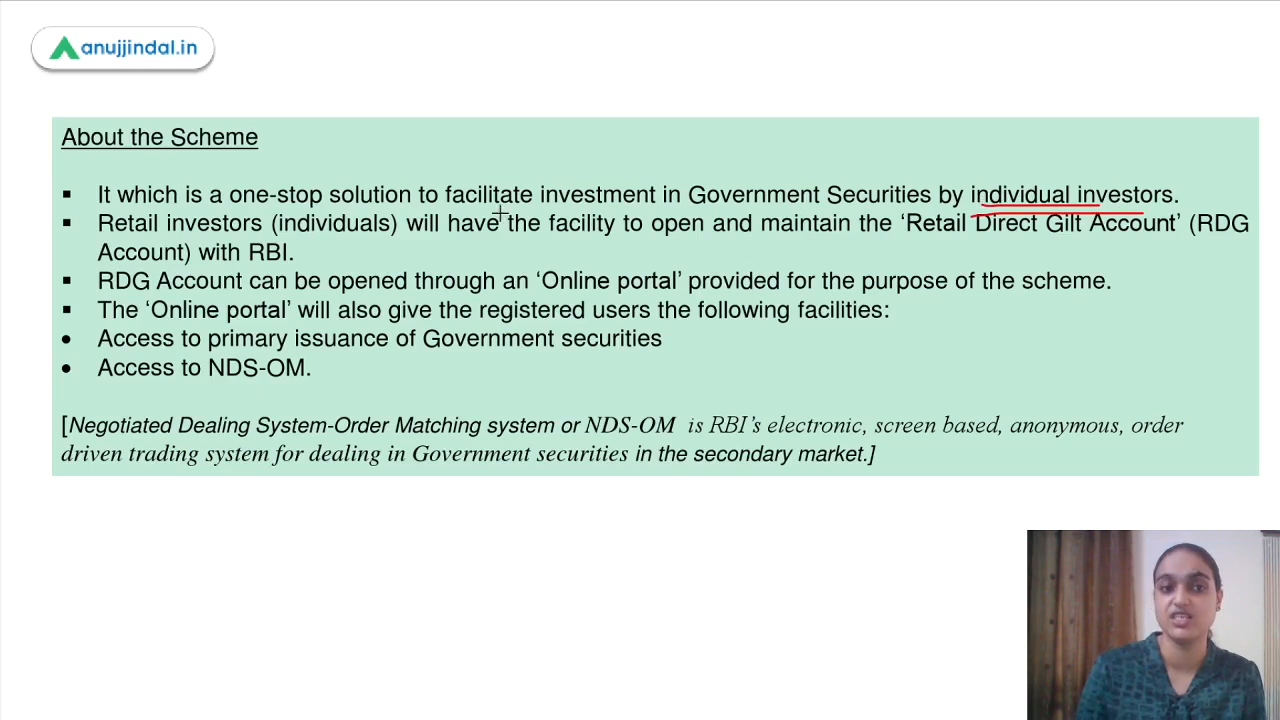 anujjindal.in
About the Scheme
▪ It which is a one-stop solution to facilitate investment in Government Securities by individual investors.
▪ Retail investors (individuals) will have the facility to open and maintain the ‘Retail Direct Gilt Account’ (RDG
Account) with RBI.
▪ RDG Account can be opened through an ‘Online portal’ provided for the purpose of the scheme.
▪ The ‘Online portal’ will also give the registered users the following facilities:
• Access to primary issuance of Government securities
• Access to NDS-OM.
[Negotiated Dealing System-Order Matching system or NDS-OM is RBI’s electronic, screen based, anonymous, order
driven trading system for dealing in Government securities in the secondary market.]